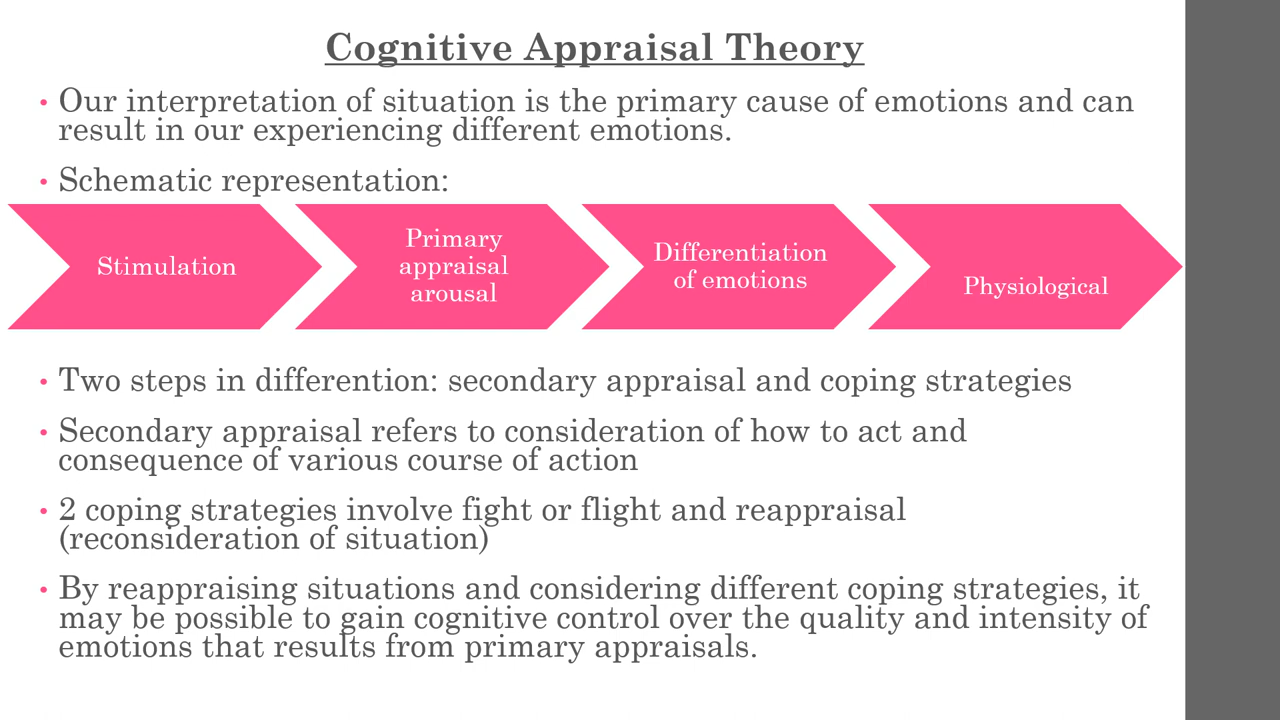 Cognitive Appraisal Theory
• Our interpretation of situation is the primary cause of emotions and can
result in our experiencing different emotions.
• Schematic representation:
Stimulation
Primary
appraisal
arousal
Differentiation
of emotions
Physiological
• Two steps in differention: secondary appraisal and coping strategies
• Secondary appraisal refers to consideration of how to act and
consequence of various course of action
• 2 coping strategies involve fight or flight and reappraisal
(reconsideration of situation)
• By reappraising situations and considering different coping strategies, it
may be possible to gain cognitive control over the quality and intensity of
emotions that results from primary appraisals.